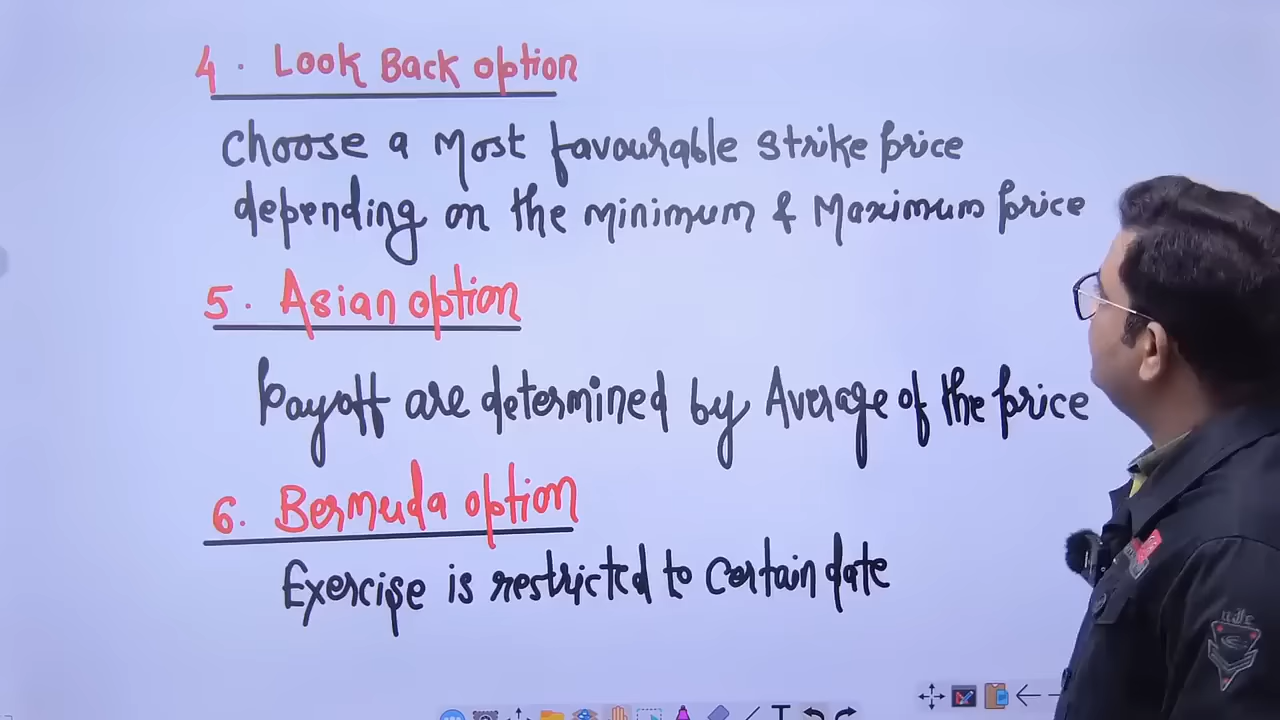 4. Look Back option
Choose a Most favourable strike price
depending on the minimum & Maximum price
5. Asian option
Payoff are determined by Average of the price
6. Bermuda option
Exercise is restricted to certain date